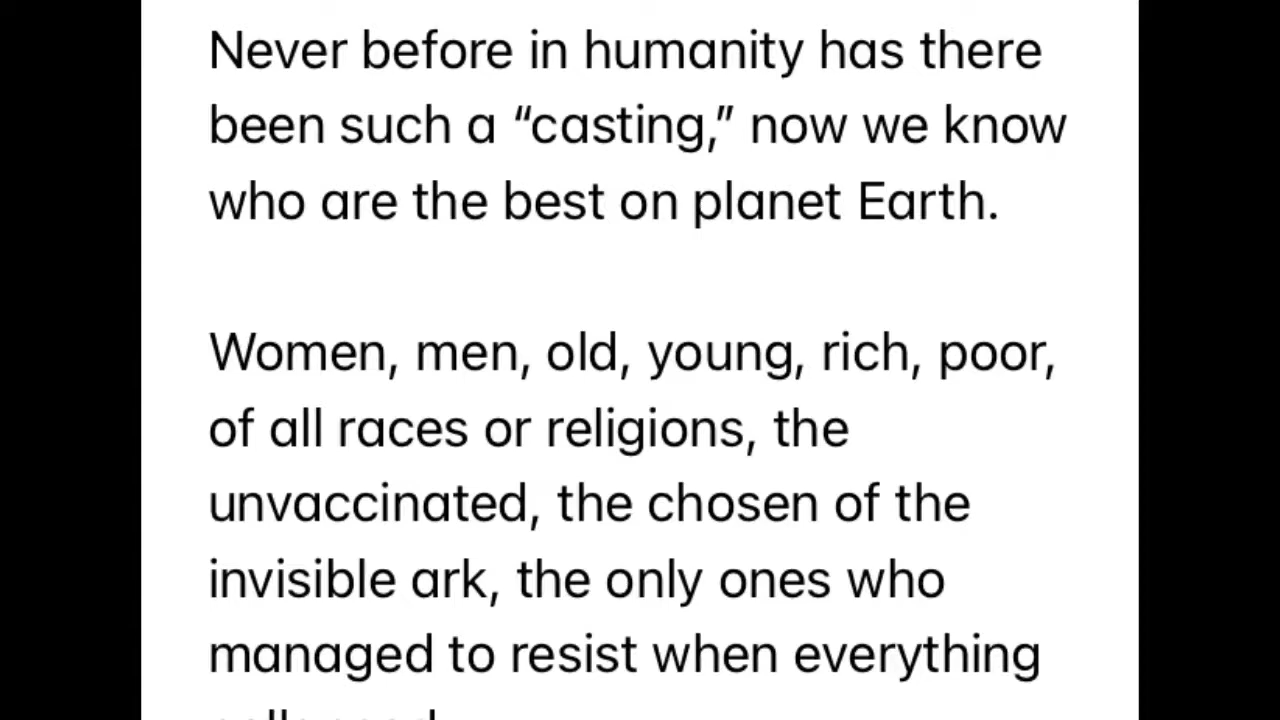 Never before in humanity has there
been such a “casting,” now we know
who are the best on planet Earth.
Women, men, old, young, rich, poor,
of all races or religions, the
unvaccinated, the chosen of the
invisible ark, the only ones who
managed to resist when everything